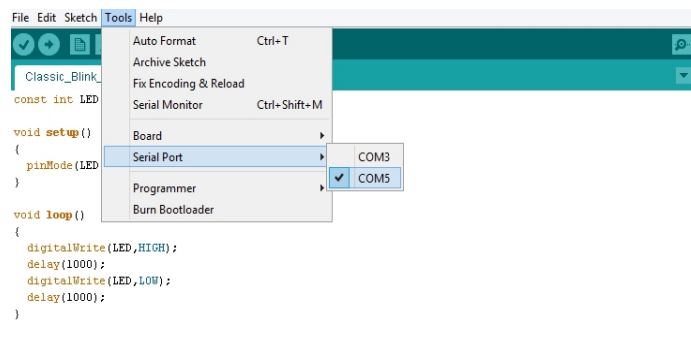 File Edit Sketch Tools Help
Auto Format Ctrl+T
Archive Sketch
Fix Encoding & Reload
Serial Monitor Ctrl+Shift+M
Board
Serial Port
Programmer
Burn Bootloader
COM3
COM5
Classic_Blink_
const int LED
void setup()
{
pinMode(LED
}
void loop()
{
digitalWrite(LED,HIGH);
delay(1000);
digitalWrite(LED,LOW);
delay(1000);
}